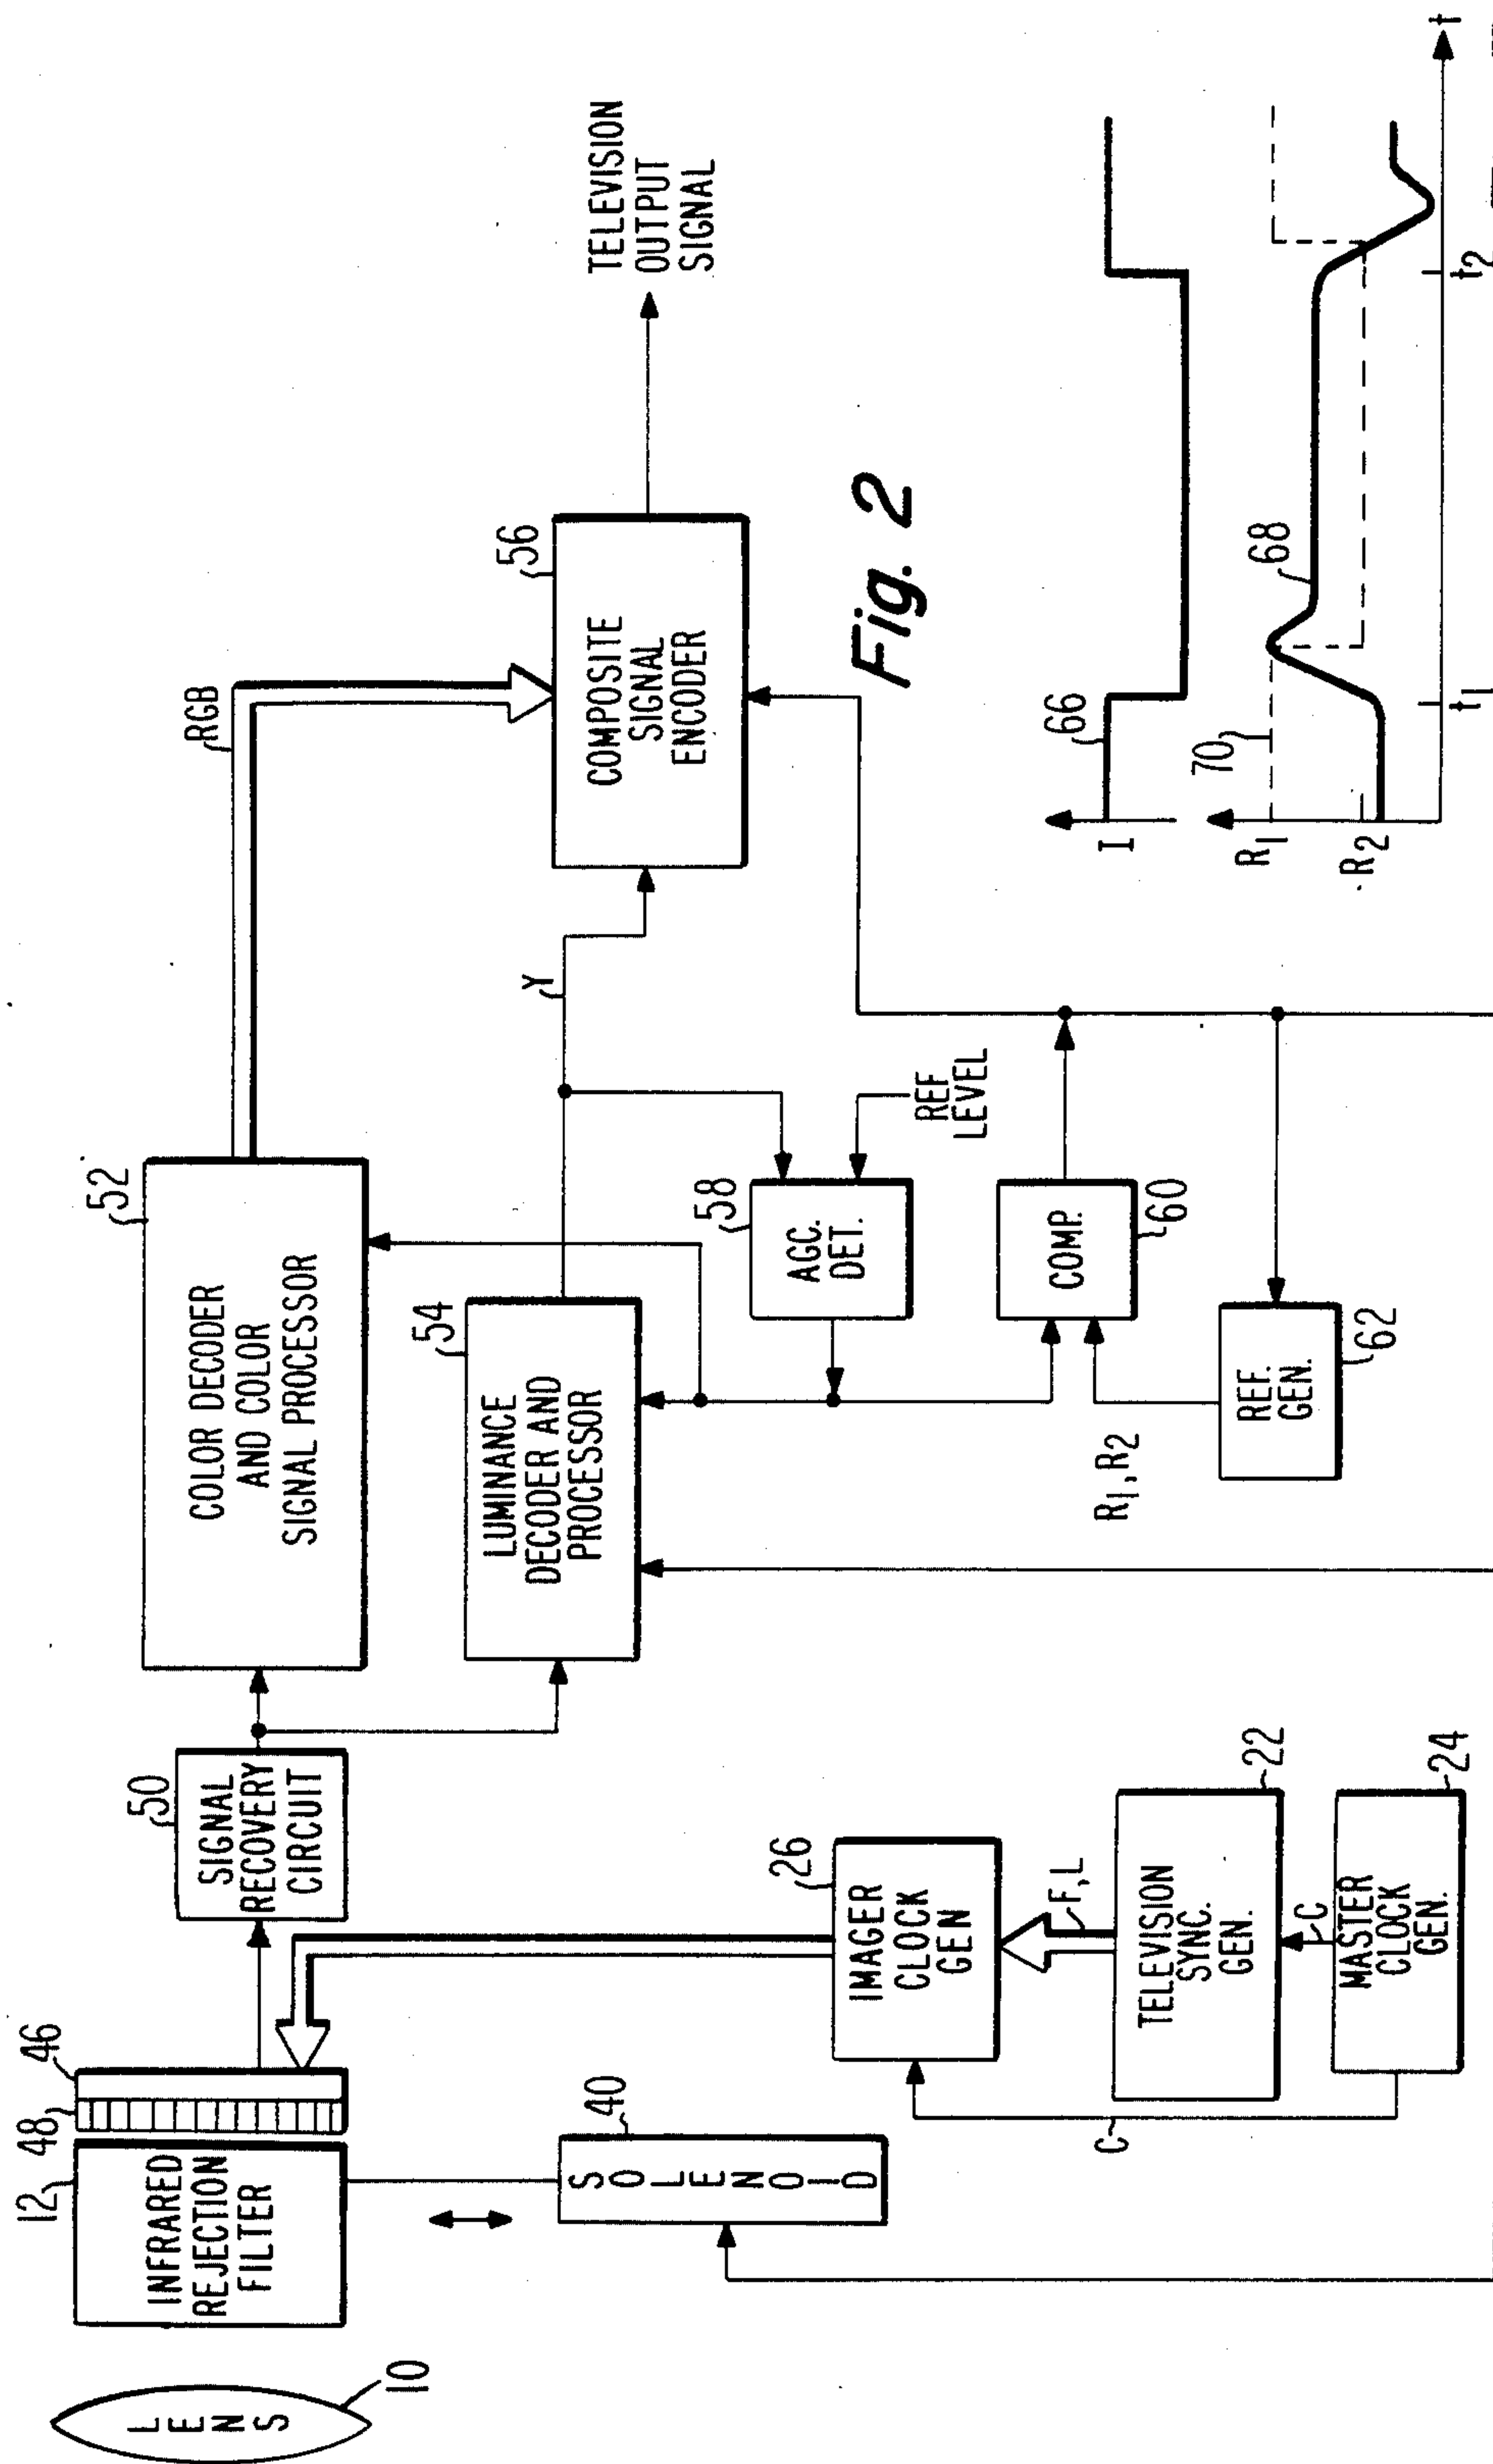 LENS
10
12
INFRARED
REJECTION
FILTER
48
46
SOLENOID
40
50
SIGNAL
RECOVERY
CIRCUIT
26
IMAGER
CLOCK
GEN
F,L
22
TELEVISION
SYNC.
GEN.
C
C
24
MASTER
CLOCK
GEN.
52
COLOR DECODER
AND COLOR
SIGNAL PROCESSOR
RGB
54
LUMINANCE
DECODER AND
PROCESSOR
Y
58
AGC.
DET.
REF
LEVEL
COMP.
60
R1, R2
REF.
GEN.
62
56
COMPOSITE
SIGNAL
ENCODER
TELEVISION
OUTPUT
SIGNAL
Fig. 2
I
66
R1
70
R2
68
t1
t2
t